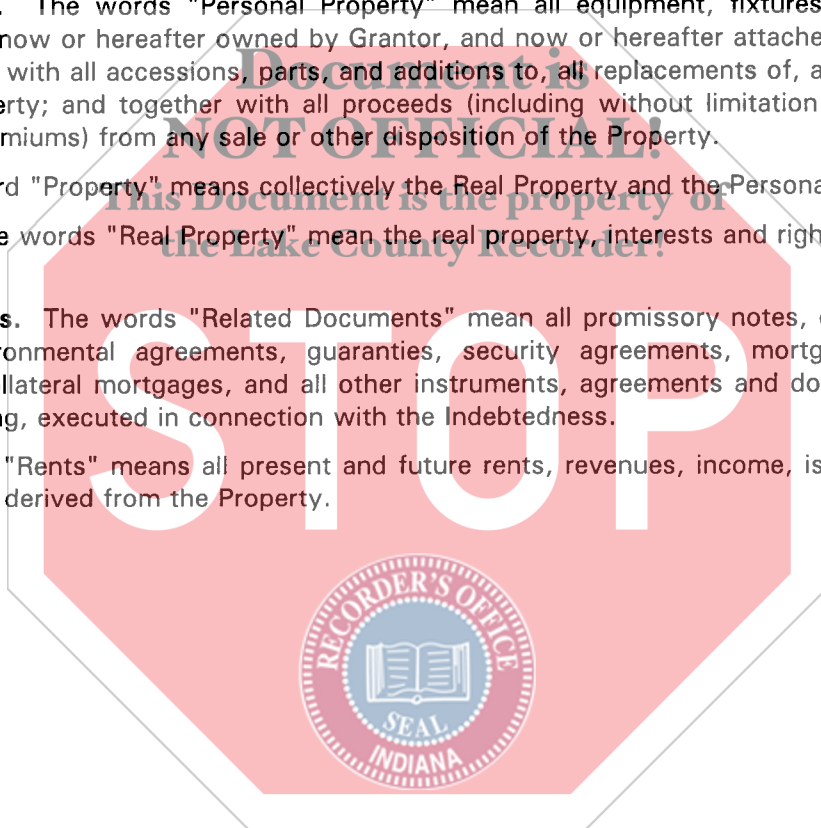 . The words "Personal Property" mean all equipment, fixtures
now or hereafter owned by Grantor, and now or hereafter attache
with all accessions, parts, and additions to, all replacements of, a
erty; and together with all proceeds (including without limitation
miums) from any sale or other disposition of the Property.
rd "Property" means collectively the Real Property and the Persona
e words "Real Property" mean the real property, interests and righ
s. The words "Related Documents" mean all promissory notes,
ronmental agreements, guaranties, security agreements, mortg
llateral mortgages, and all other instruments, agreements and do
g, executed in connection with the Indebtedness.
"Rents" means all present and future rents, revenues, income, is
derived from the Property.
Document is
NOT OFFICIAL!
This Document is the property of
the Lake County Recorder!
STOP
RECORDER'S OFFICE
SEAL
INDIANA